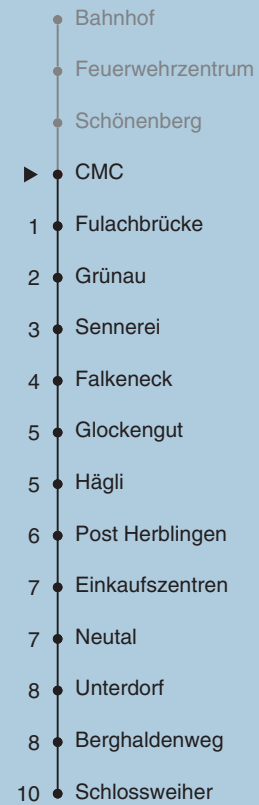 Bahnhof
Feuerwehrzentrum
Schönenberg
CMC
1 Fulachbrücke
2 Grünau
3 Sennerei
4 Falkeneck
5 Glockengut
5 Hägli
6 Post Herblingen
7 Einkaufszentren
7 Neutal
8 Unterdorf
8 Berghaldenweg
10 Schlossweiher